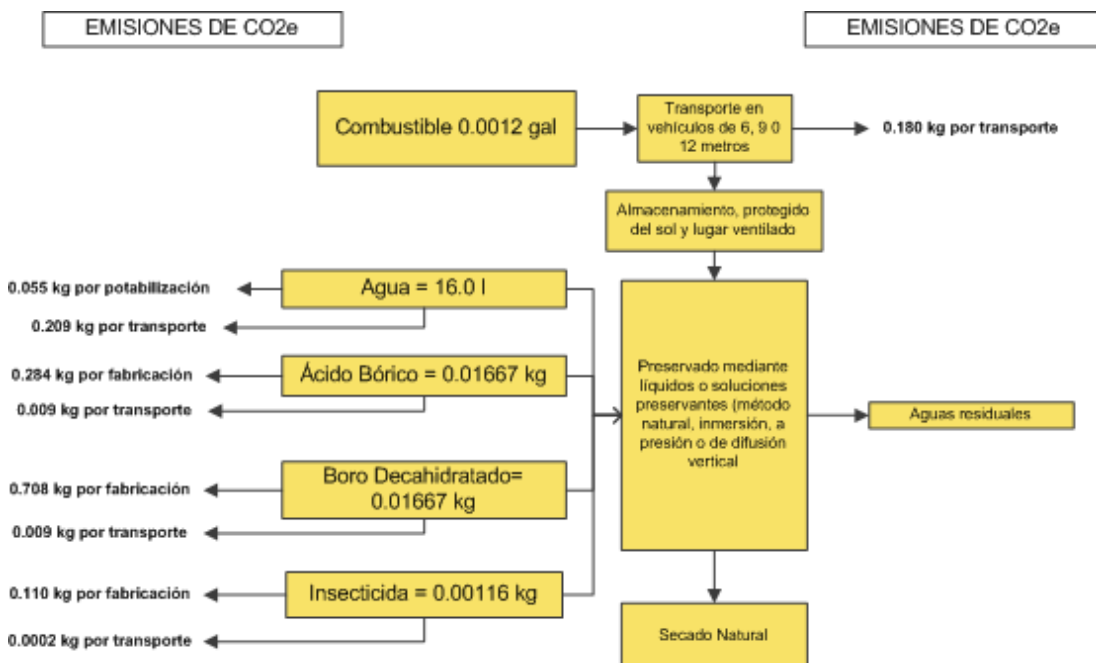 EMISIONES DE CO2e
EMISIONES DE CO2e
Combustible 0.0012 gal
Transporte en
vehículos de 6, 9 0
12 metros
0.180 kg por transporte
Almacenamiento, protegido
del sol y lugar ventilado
0.055 kg por potabilización
Agua = 16.0 l
0.209 kg por transporte
0.284 kg por fabricación
Ácido Bórico = 0.01667 kg
0.009 kg por transporte
Preservado mediante
líquidos o soluciones
preservantes (método
natural, inmersión, a
presión o de difusión
vertical
Aguas residuales
0.708 kg por fabricación
Boro Decahidratado=
0.01667 kg
0.009 kg por transporte
0.110 kg por fabricación
Insecticida = 0.00116 kg
0.0002 kg por transporte
Secado Natural